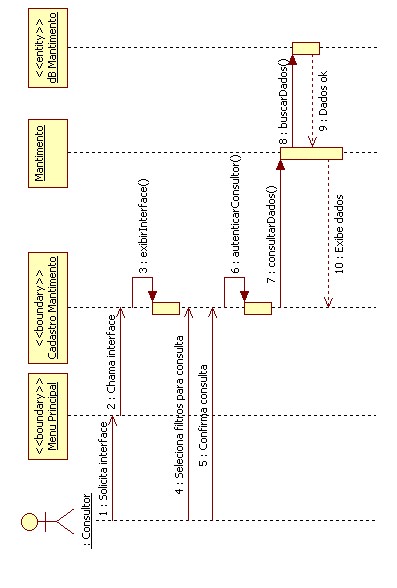 : Consultor
<<boundary>>
Menu Principal
<<boundary>>
Cadastro Mantimento
Mantimento
<<entity>>
dB Mantimento
1 : Solicita interface
2 : Chama interface
3 : exibirInterface()
4 : Seleciona filtros para consulta
5 : Confirma consulta
6 : autenticarConsultor()
7 : consultarDados()
8 : buscarDados()
9 : Dados ok
10 : Exibe dados